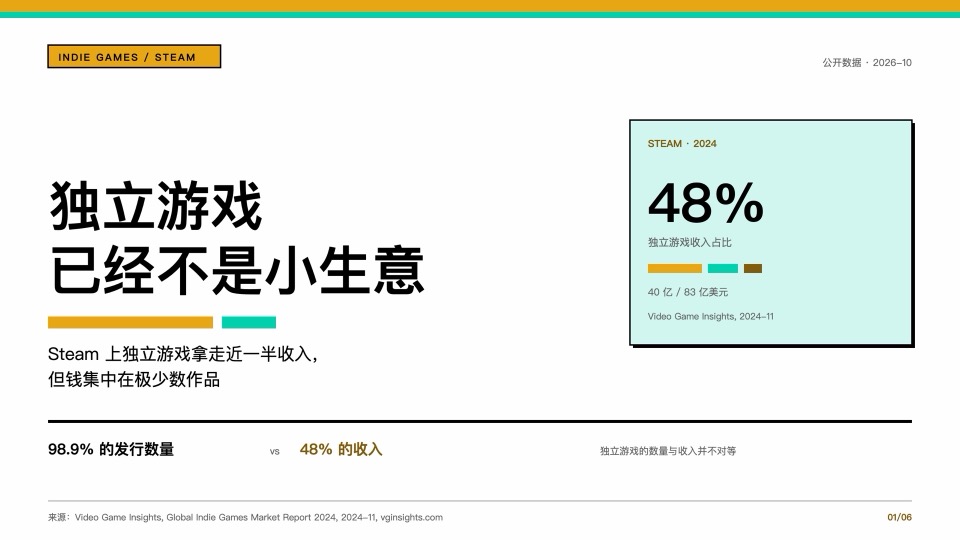 INDIE GAMES / STEAM
公开数据 · 2026-10
独立游戏
已经不是小生意
Steam 上独立游戏拿走近一半收入，
但钱集中在极少数作品
STEAM · 2024
48%
独立游戏收入占比
40 亿 / 83 亿美元
Video Game Insights, 2024-11
98.9% 的发行数量
vs
48% 的收入
独立游戏的数量与收入并不对等
来源：Video Game Insights, Global Indie Games Market Report 2024, 2024-11, vginsights.com
01/06